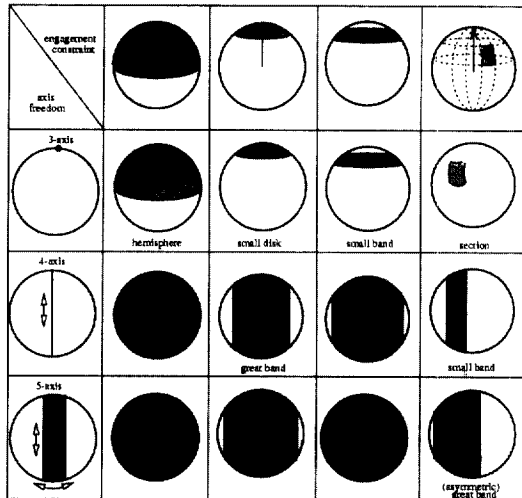 engagement
constraint
axis
freedom
3-axis
hemisphere
small disk
small band
section
4-axis
great band
small band
5-axis
(asymmetric)
great band